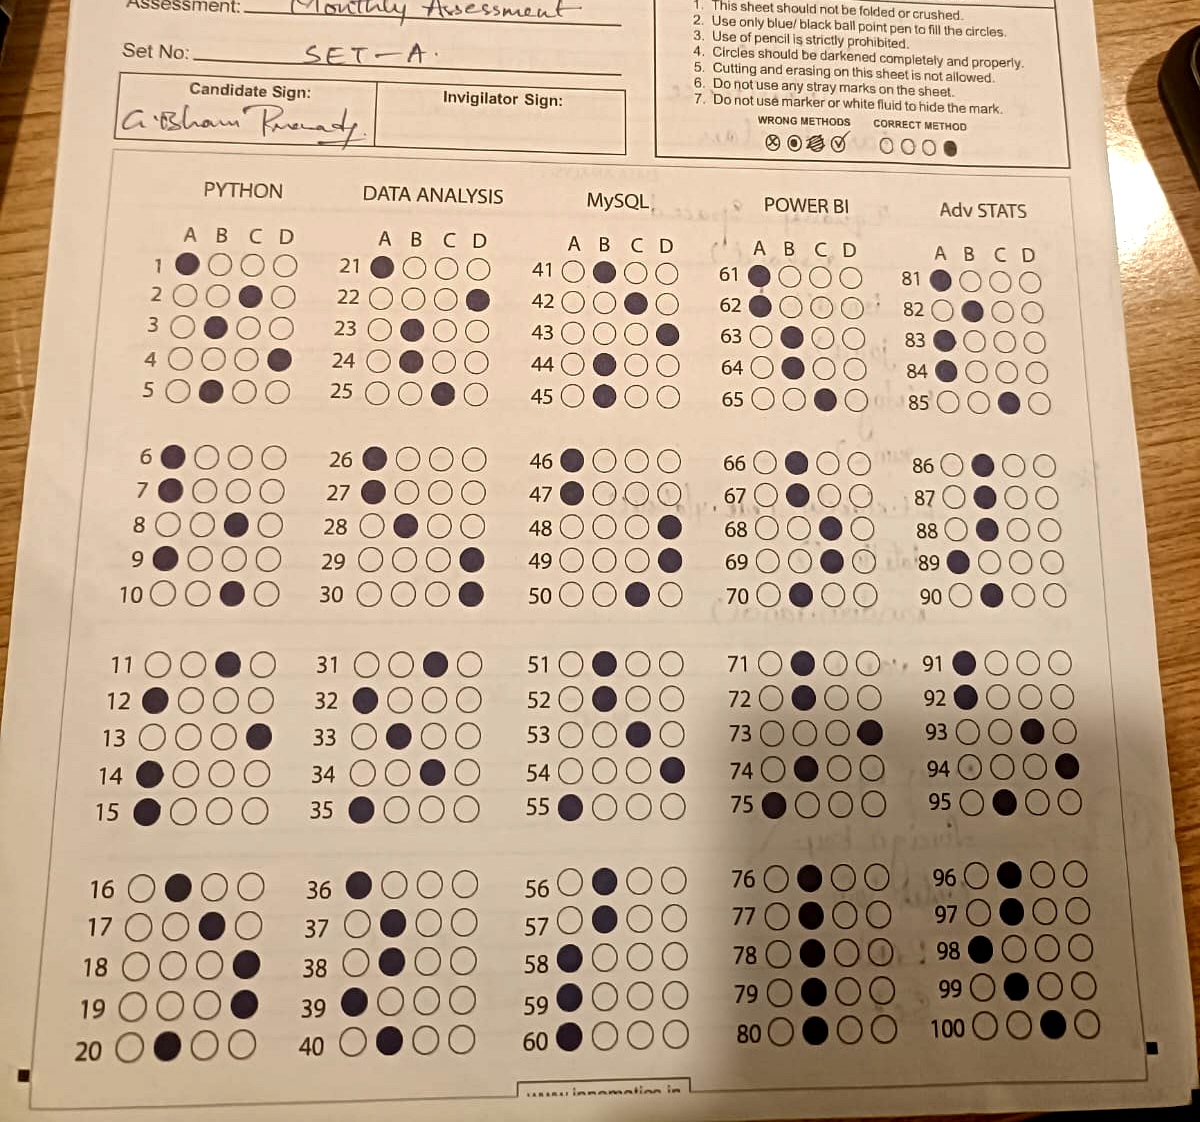 Assessment: Monthly Assessment
Set No: SET-A.
Candidate Sign:
Invigilator Sign:
1. This sheet should not be folded or crushed.
2. Use only blue/ black ball point pen to fill the circles.
3. Use of pencil is strictly prohibited.
4. Circles should be darkened completely and properly.
5. Cutting and erasing on this sheet is not allowed.
6. Do not use any stray marks on the sheet.
7. Do not use marker or white fluid to hide the mark.
WRONG METHODS CORRECT METHOD
PYTHON DATA ANALYSIS MySQL POWER BI Adv STATS
A B C D A B C D A B C D A B C D A B C D
1 21 41 61 81
2 22 42 62 82
3 23 43 63 83
4 24 44 64 84
5 25 45 65 85
6 26 46 66 86
7 27 47 67 87
8 28 48 68 88
9 29 49 69 89
10 30 50 70 90
11 31 51 71 91
12 32 52 72 92
13 33 53 73 93
14 34 54 74 94
15 35 55 75 95
16 36 56 76 96
17 37 57 77 97
18 38 58 78 98
19 39 59 79 99
20 40 60 80 100